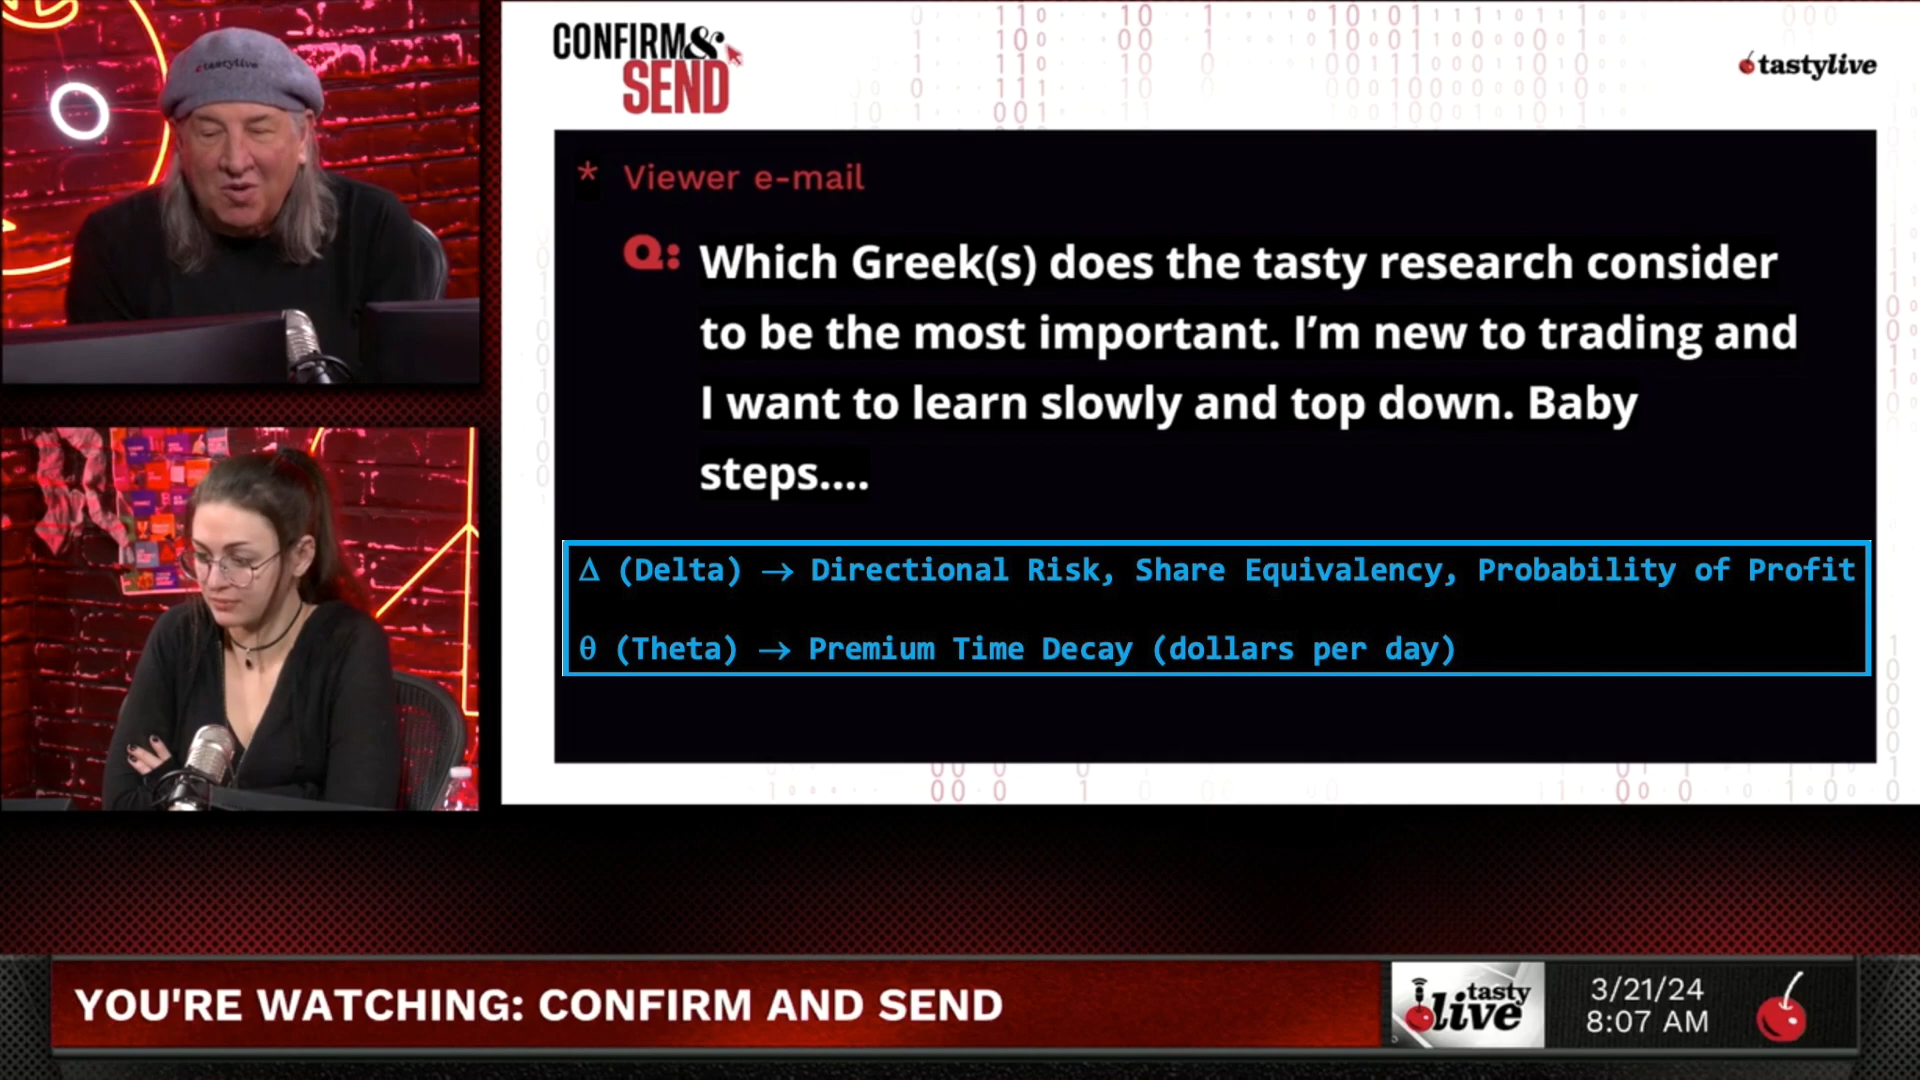 tastylive
CONFIRM&
SEND
tastylive
* Viewer e-mail
Q: Which Greek(s) does the tasty research consider
to be the most important. I’m new to trading and
I want to learn slowly and top down. Baby
steps....
Δ (Delta) → Directional Risk, Share Equivalency, Probability of Profit
θ (Theta) → Premium Time Decay (dollars per day)
YOU'RE WATCHING: CONFIRM AND SEND
tasty
live
3/21/24
8:07 AM